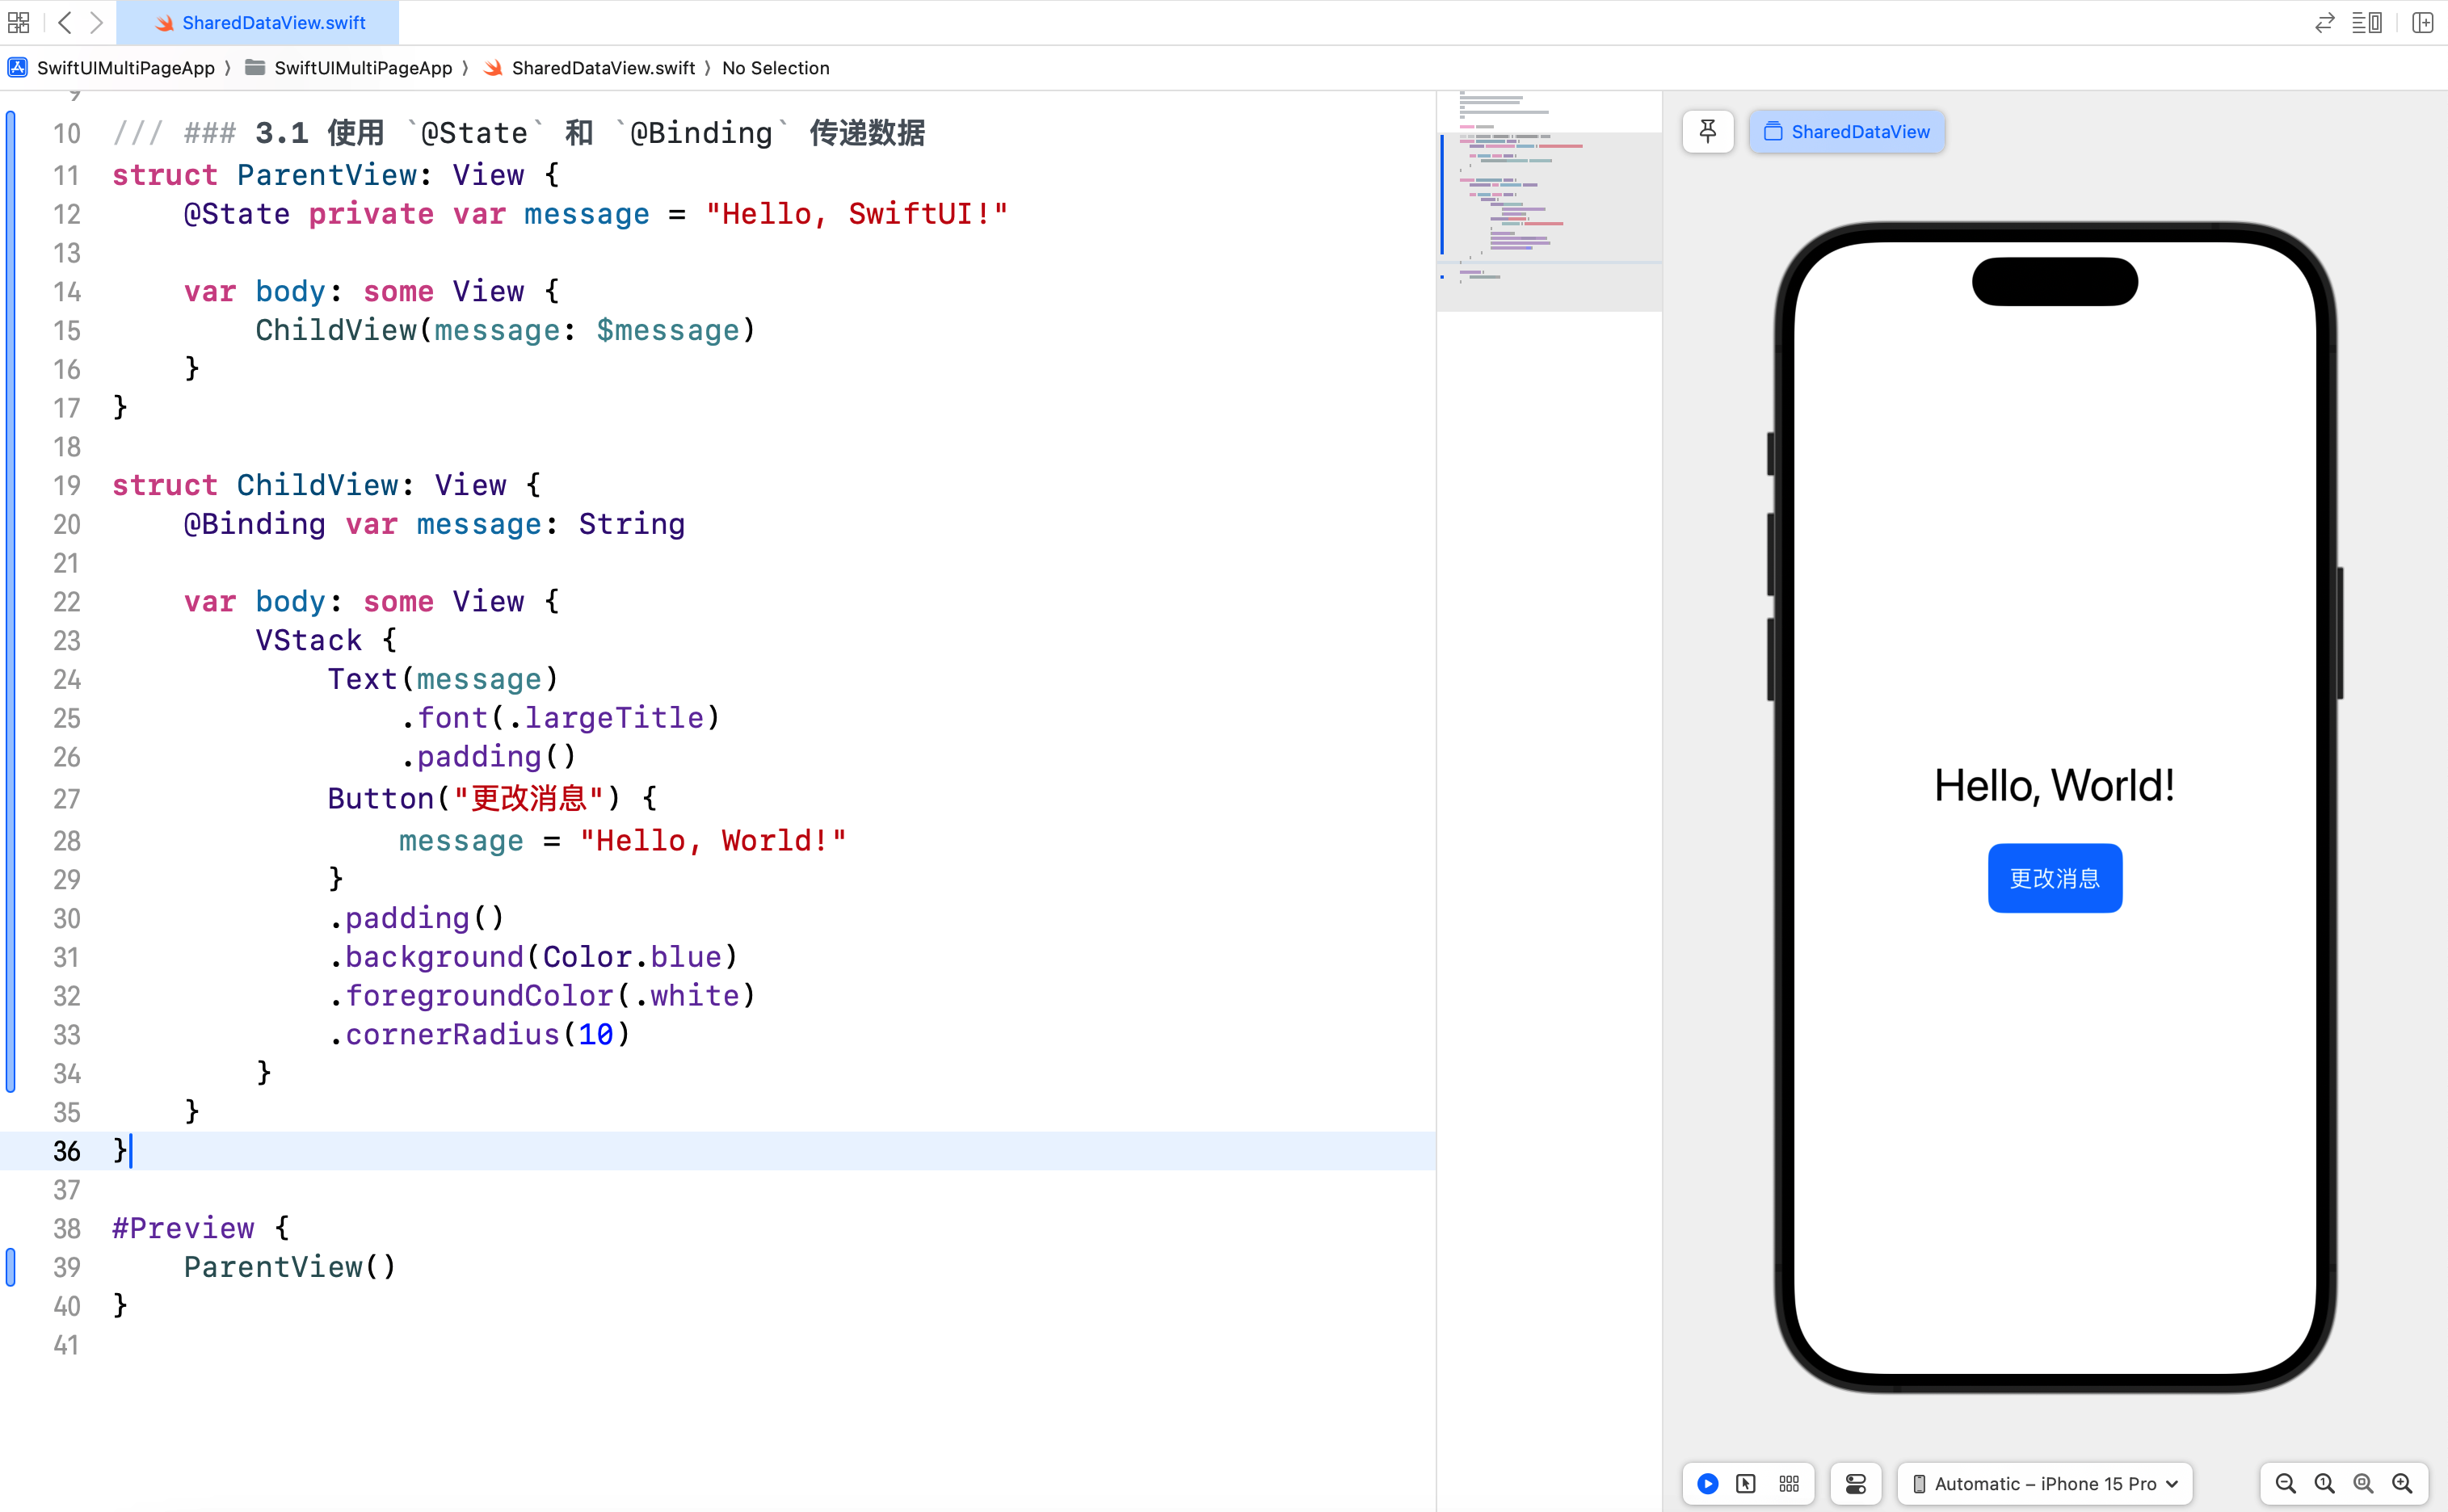 SharedDataView.swift
SwiftUIMultiPageApp 〉 SwiftUIMultiPageApp 〉 SharedDataView.swift 〉 No Selection
9
10 /// ### 3.1 使用 `@State` 和 `@Binding` 传递数据
11 struct ParentView: View {
12     @State private var message = "Hello, SwiftUI!"
13
14     var body: some View {
15         ChildView(message: $message)
16     }
17 }
18
19 struct ChildView: View {
20     @Binding var message: String
21
22     var body: some View {
23         VStack {
24             Text(message)
25                 .font(.largeTitle)
26                 .padding()
27             Button("更改消息") {
28                 message = "Hello, World!"
29             }
30             .padding()
31             .background(Color.blue)
32             .foregroundColor(.white)
33             .cornerRadius(10)
34         }
35     }
36 }
37
38 #Preview {
39     ParentView()
40 }
41
SharedDataView
Hello, World!
更改消息
Automatic – iPhone 15 Pro